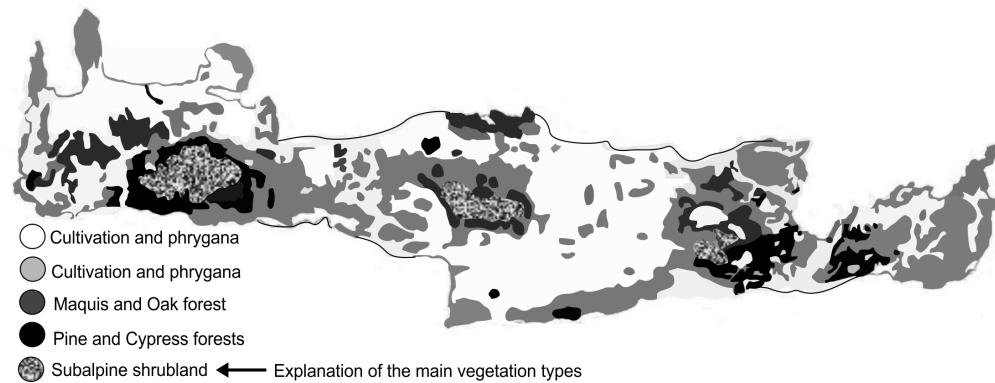 Cultivation and phrygana
Cultivation and phrygana
Maquis and Oak forest
Pine and Cypress forests
Subalpine shrubland Explanation of the main vegetation types